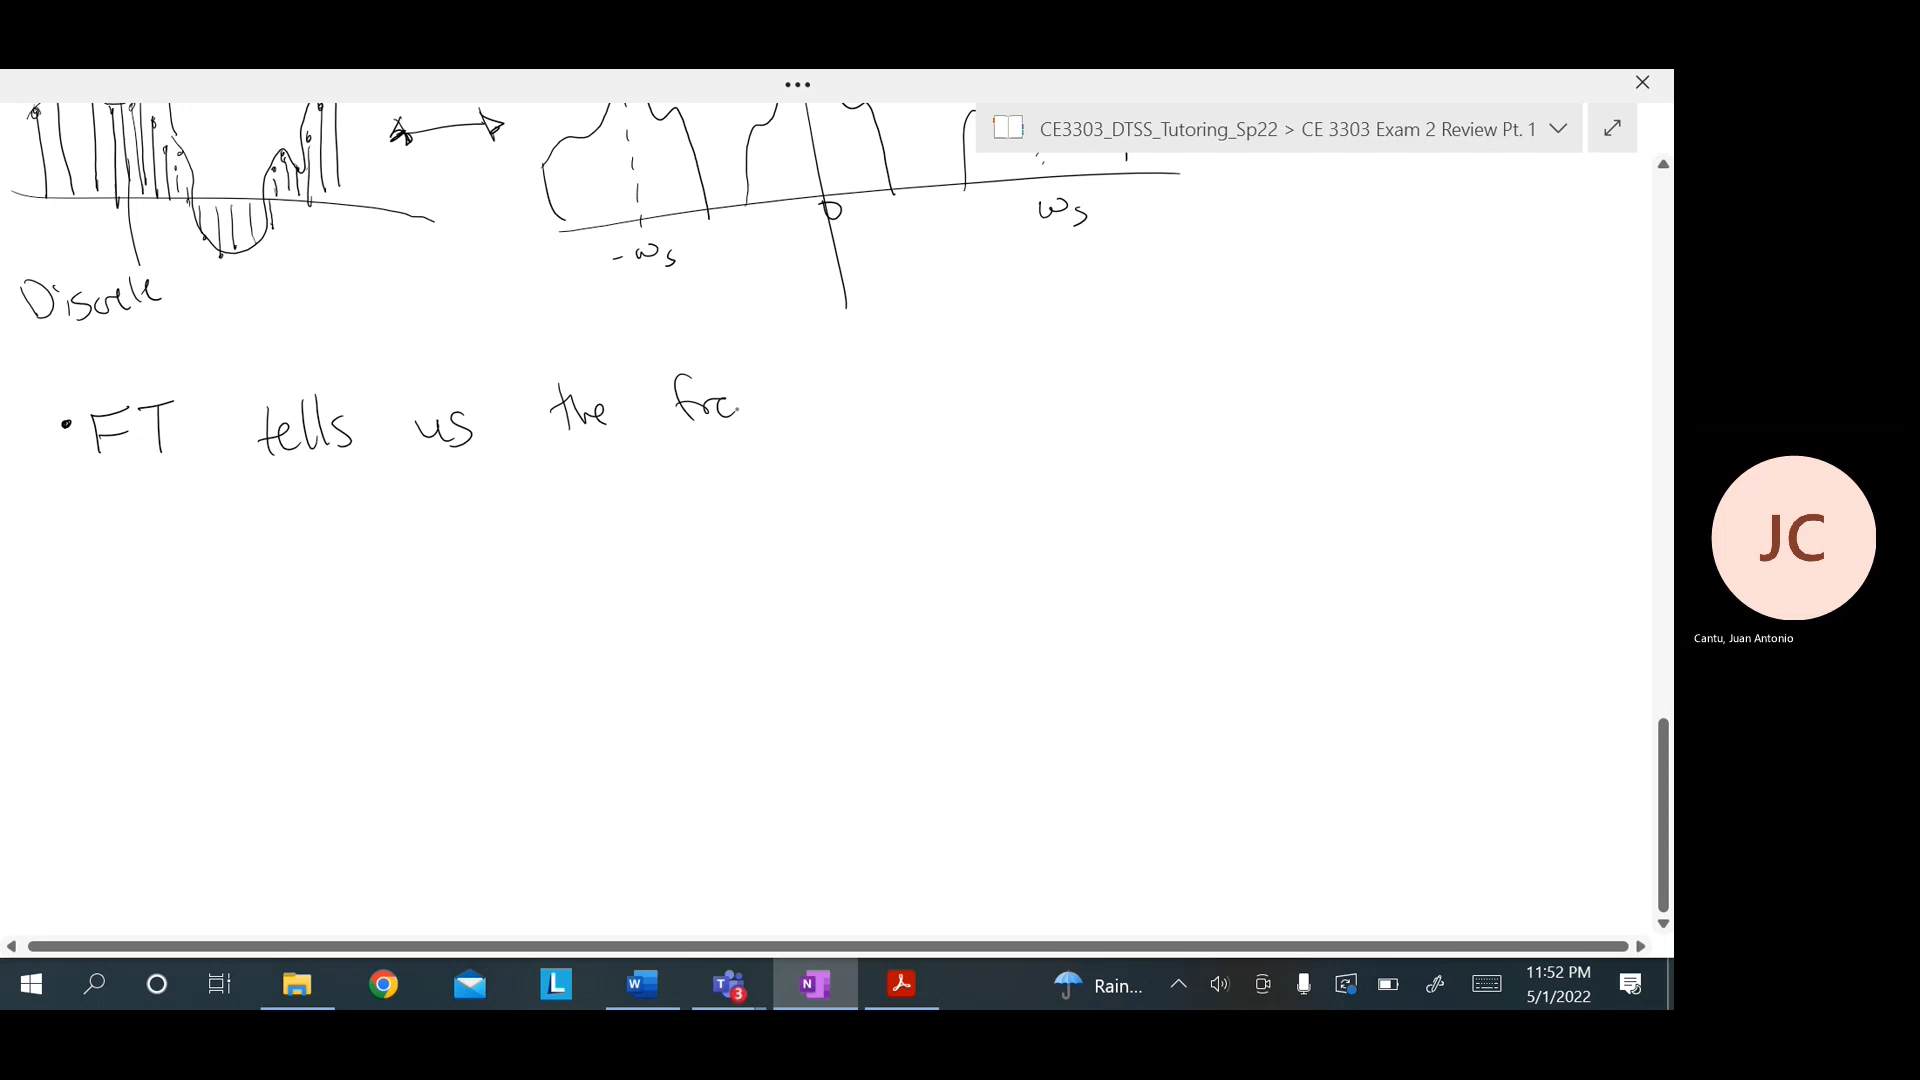 CE3303_DTSS_Tutoring_Sp22 > CE 3303 Exam 2 Review Pt. 1
-ωs
0
ωs
Discrete
• FT tells us the fre
JC
Cantu, Juan Antonio
L
W
T
3
N
Rain...
11:52 PM
5/1/2022